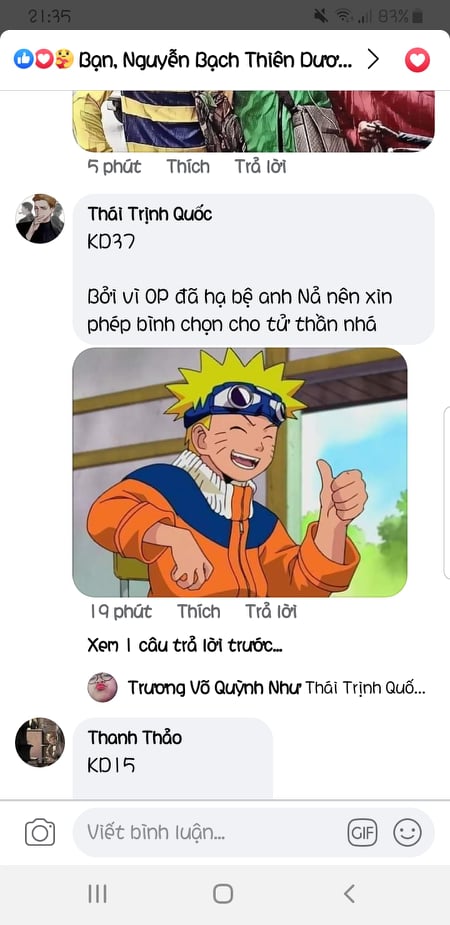 21:35
83%
Bạn, Nguyễn Bạch Thiên Dươ...
5 phút Thích Trả lời
Thái Trịnh Quốc
KD37
Bởi vì OP đã hạ bệ anh Nả nên xin
phép bình chọn cho tử thần nhá
19 phút Thích Trả lời
Xem 1 câu trả lời trước...
Trương Võ Quỳnh Như Thái Trịnh Quố...
Thanh Thảo
KD15
Viết bình luận...
GIF